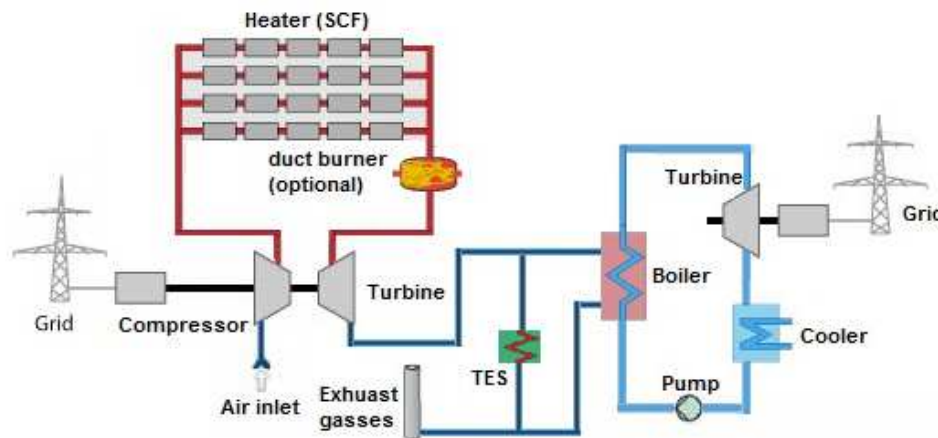 Heater (SCF)
duct burner
(optional)
Turbine
Grid
Boiler
Turbine
Grid
Compressor
Cooler
TES
Pump
Air inlet
Exhuast
gasses